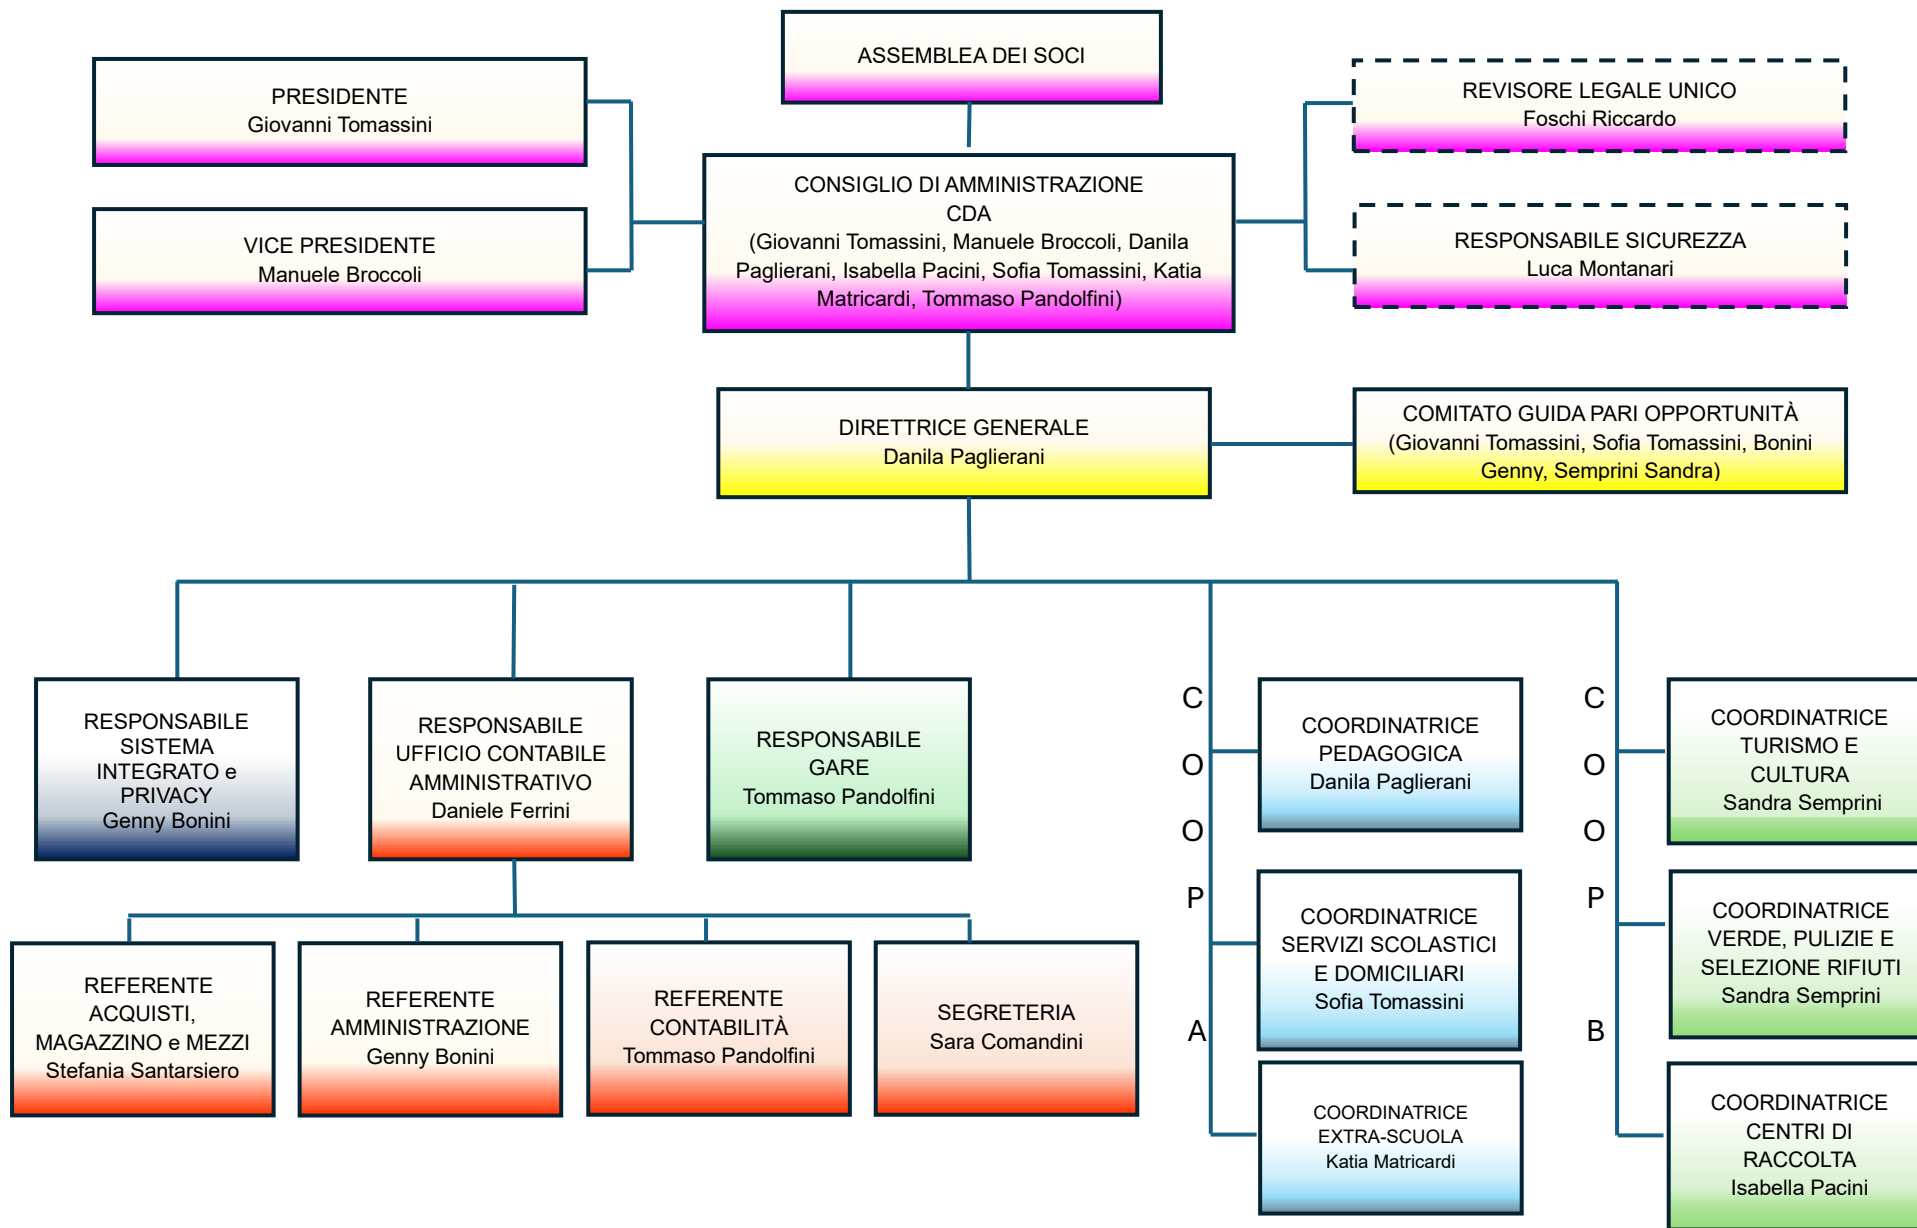 ASSEMBLEA DEI SOCI
PRESIDENTE
Giovanni Tomassini
REVISORE LEGALE UNICO
Foschi Riccardo
CONSIGLIO DI AMMINISTRAZIONE
CDA
(Giovanni Tomassini, Manuele Broccoli, Danila
Paglierani, Isabella Pacini, Sofia Tomassini, Katia
Matricardi, Tommaso Pandolfini)
VICE PRESIDENTE
Manuele Broccoli
RESPONSABILE SICUREZZA
Luca Montanari
DIRETTRICE GENERALE
Danila Paglierani
COMITATO GUIDA PARI OPPORTUNITÀ
(Giovanni Tomassini, Sofia Tomassini, Bonini
Genny, Semprini Sandra)
RESPONSABILE
SISTEMA
INTEGRATO e
PRIVACY
Genny Bonini
RESPONSABILE
UFFICIO CONTABILE
AMMINISTRATIVO
Daniele Ferrini
RESPONSABILE
GARE
Tommaso Pandolfini
REFERENTE
ACQUISTI,
MAGAZZINO e MEZZI
Stefania Santarsiero
REFERENTE
AMMINISTRAZIONE
Genny Bonini
REFERENTE
CONTABILITÀ
Tommaso Pandolfini
SEGRETERIA
Sara Comandini
C
O
O
P
A
COORDINATRICE
PEDAGOGICA
Danila Paglierani
COORDINATRICE
SERVIZI SCOLASTICI
E DOMICILIARI
Sofia Tomassini
COORDINATRICE
EXTRA-SCUOLA
Katia Matricardi
C
O
O
P
B
COORDINATRICE
TURISMO E
CULTURA
Sandra Semprini
COORDINATRICE
VERDE, PULIZIE E
SELEZIONE RIFIUTI
Sandra Semprini
COORDINATRICE
CENTRI DI
RACCOLTA
Isabella Pacini